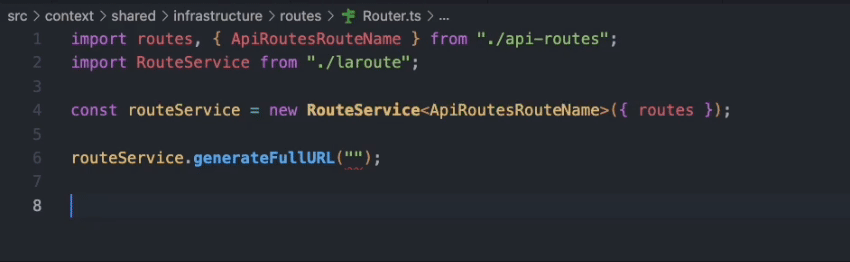 src > context > shared > infrastructure > routes > Router.ts > ...
1 import routes, { ApiRoutesRouteName } from "./api-routes";
2 import RouteService from "./laroute";
3
4 const routeService = new RouteService<ApiRoutesRouteName>({ routes });
5
6 routeService.generateFullURL("");
7
8